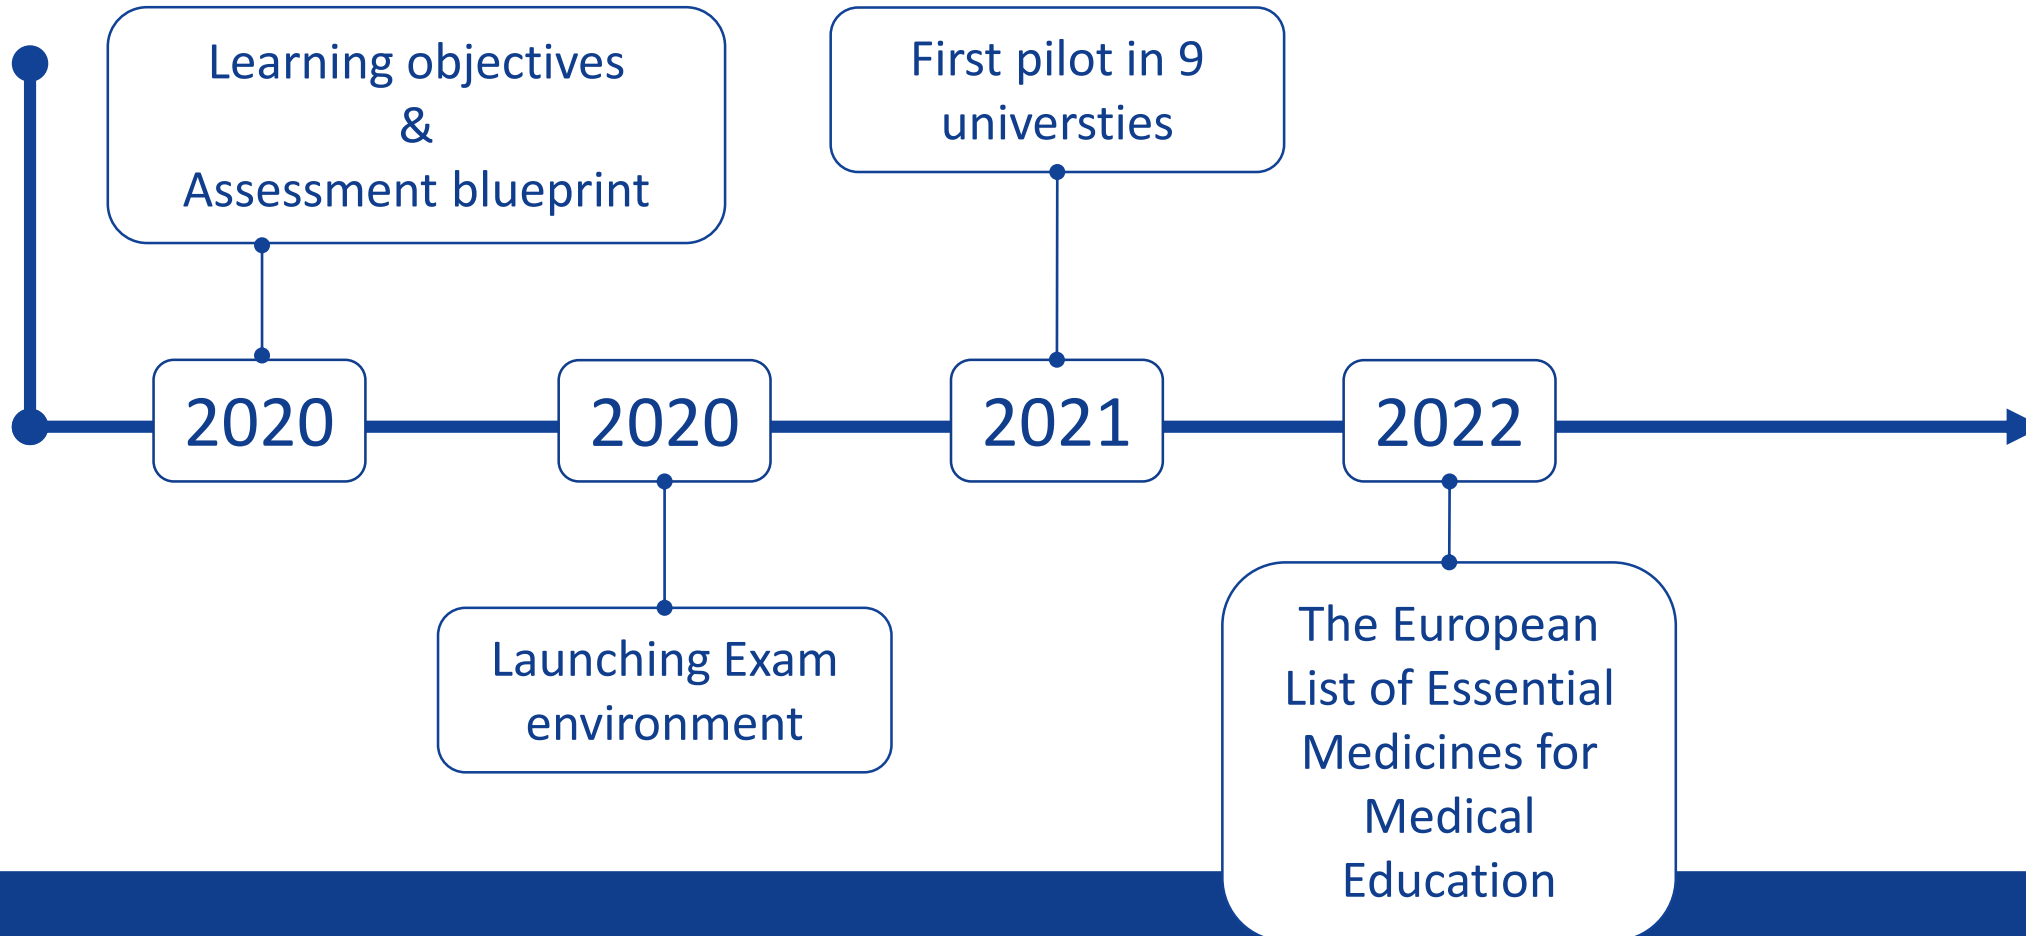 Learning objectives
&
Assessment blueprint
First pilot in 9
universties
2020
2020
2021
2022
Launching Exam
environment
The European
List of Essential
Medicines for
Medical
Education